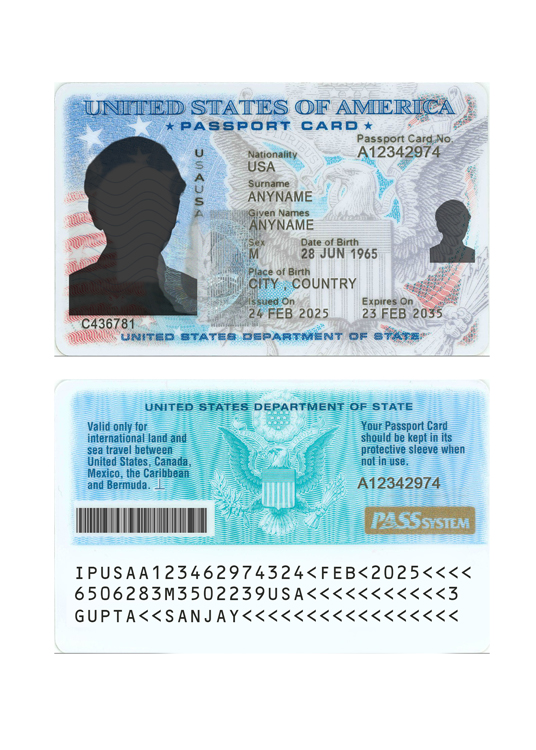 UNITED STATES OF AMERICA
★ PASSPORT CARD ★
Passport Card No.
A12342974
USAUSA
Nationality
USA
Surname
ANYNAME
Given Names
ANYNAME
Sex Date of Birth
M 28 JUN 1965
Place of Birth
CITY , COUNTRY
Issued On Expires On
24 FEB 2025 23 FEB 2035
C436781
UNITED STATES DEPARTMENT OF STATE
UNITED STATES DEPARTMENT OF STATE
Valid only for
international land and
sea travel between
United States, Canada,
Mexico, the Caribbean
and Bermuda.
Your Passport Card
should be kept in its
protective sleeve when
not in use.
A12342974
PASS SYSTEM
IPUSAA123462974324<FEB<2025<<<<
6506283M3502239USA<<<<<<<<<<<3
GUPTA<<SANJAY<<<<<<<<<<<<<<<<<